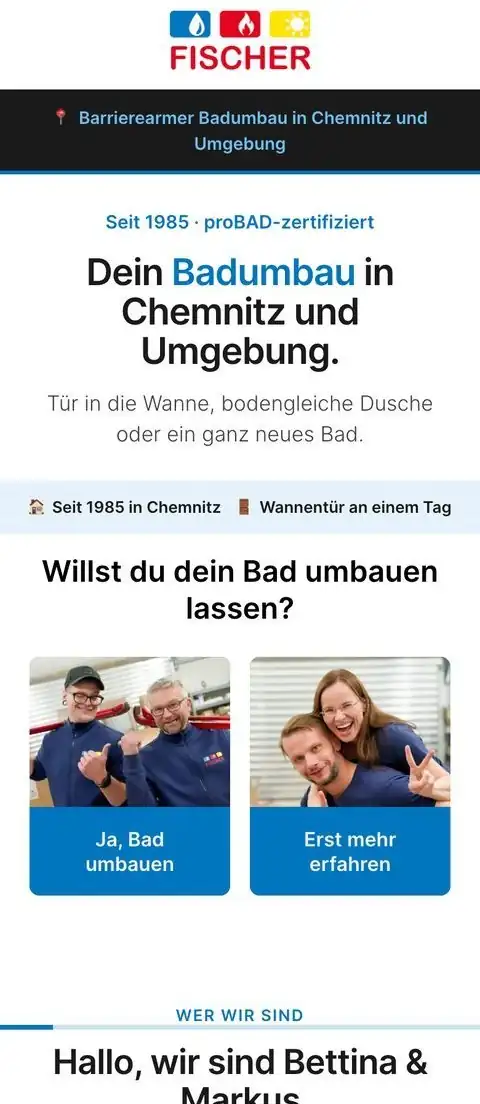 FISCHER
Barrierearmer Badumbau in Chemnitz und
Umgebung
Seit 1985 · proBAD-zertifiziert
Dein Badumbau in
Chemnitz und
Umgebung.
Tür in die Wanne, bodengleiche Dusche
oder ein ganz neues Bad.
Seit 1985 in Chemnitz Wannentür an einem Tag
Willst du dein Bad umbauen
lassen?
Ja, Bad
umbauen
Erst mehr
erfahren
WER WIR SIND
Hallo, wir sind Bettina &
Markus